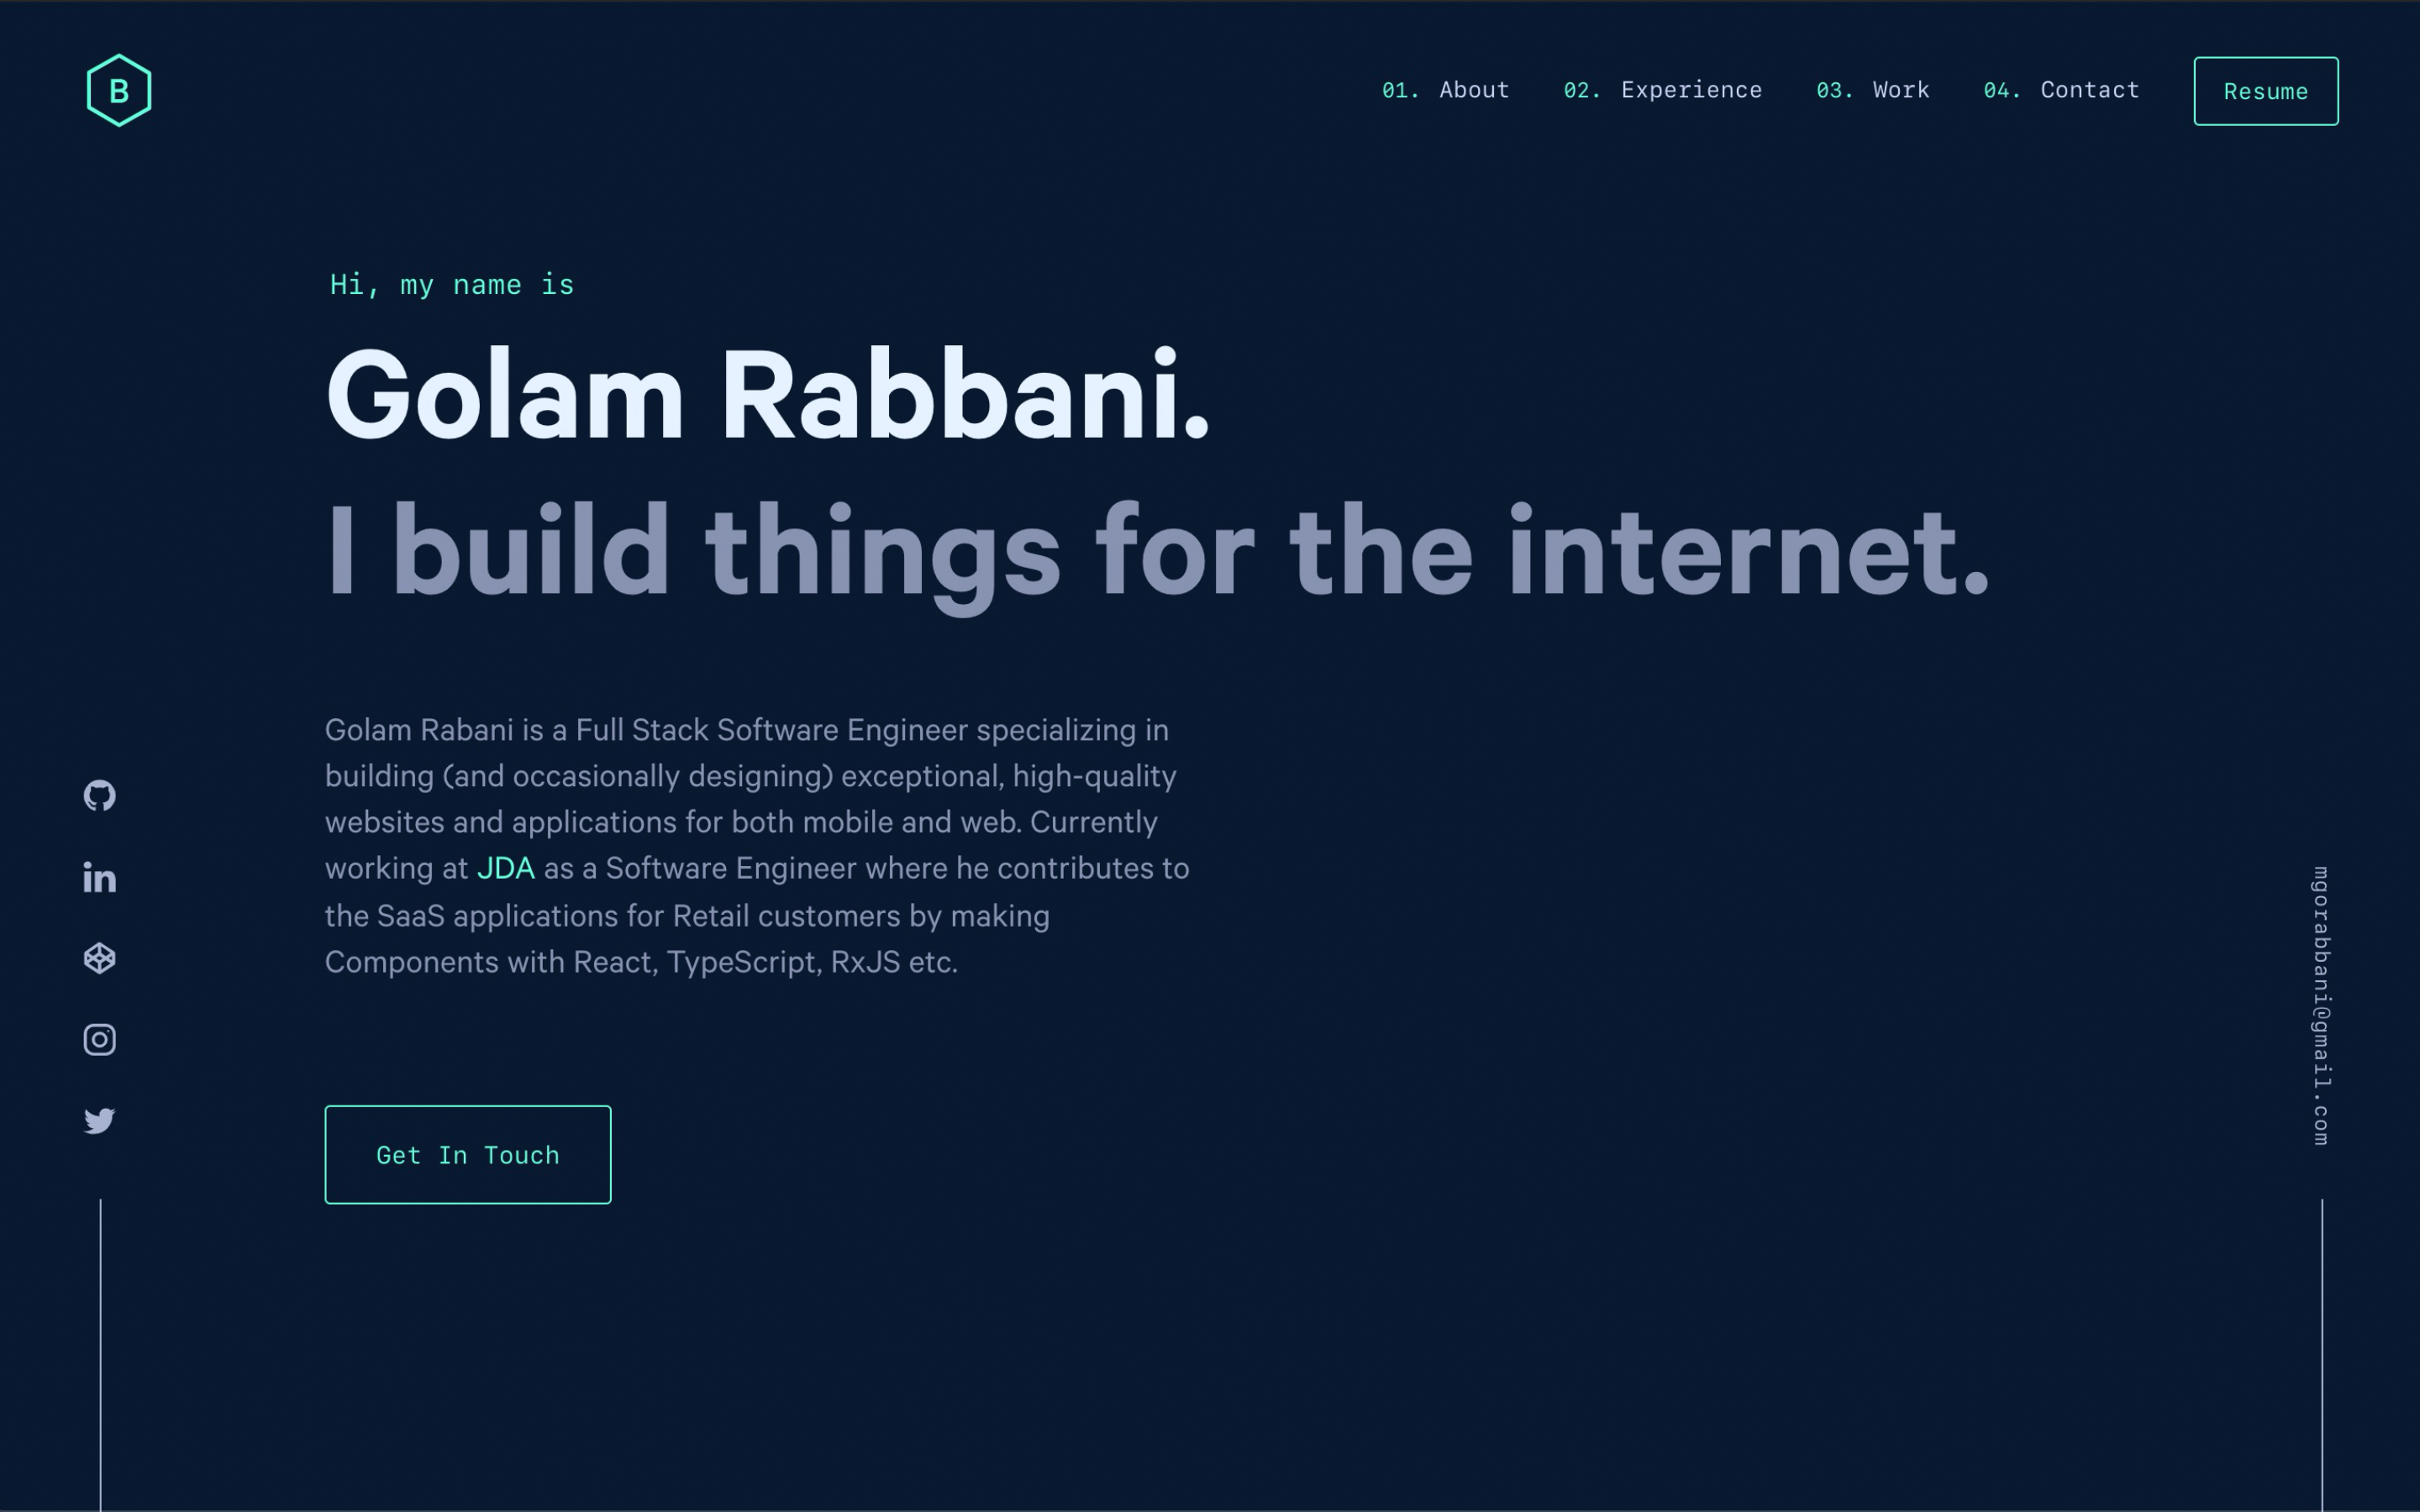 B
01. About 02. Experience 03. Work 04. Contact Resume
Hi, my name is
Golam Rabbani.
I build things for the internet.
Golam Rabani is a Full Stack Software Engineer specializing in
building (and occasionally designing) exceptional, high-quality
websites and applications for both mobile and web. Currently
working at JDA as a Software Engineer where he contributes to
the SaaS applications for Retail customers by making
Components with React, TypeScript, RxJS etc.
in
Get In Touch
mgorabbani@gmail.com